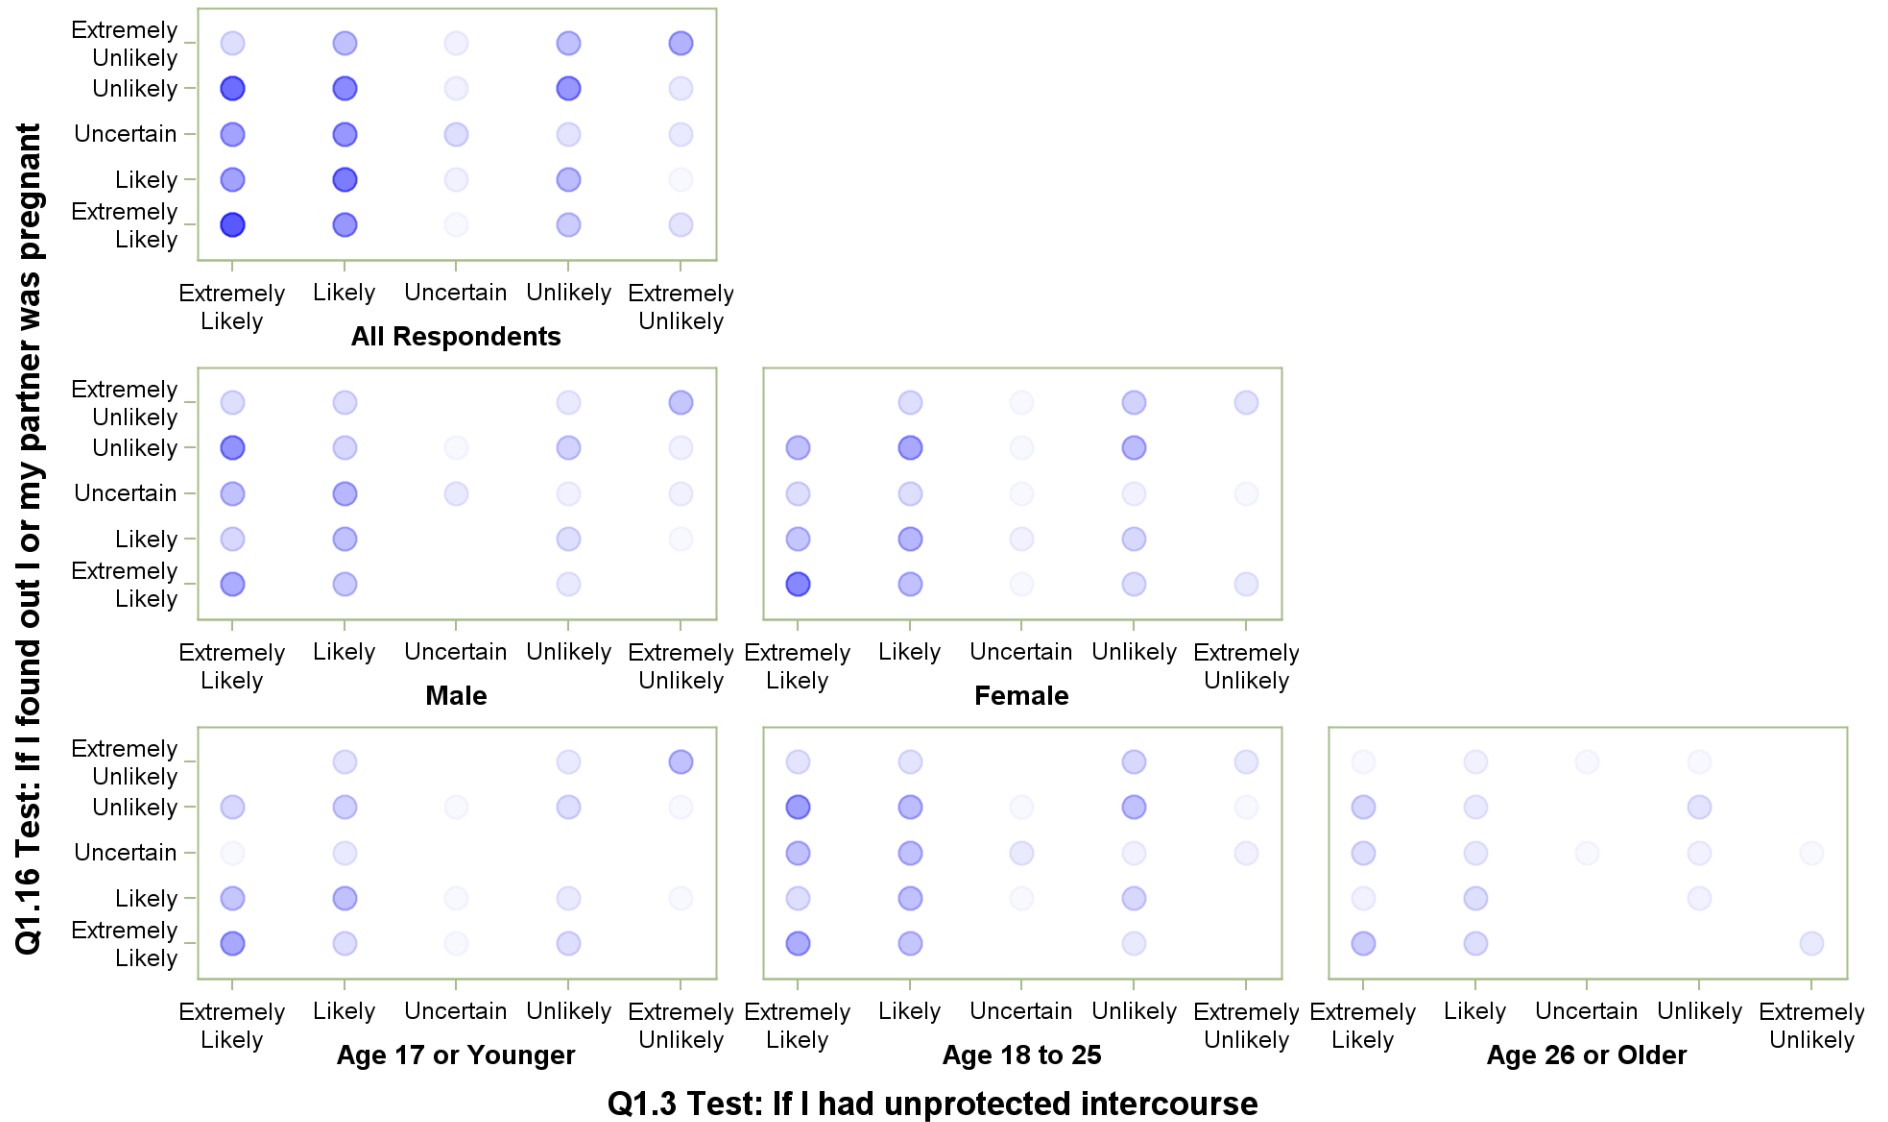 Q1.16 Test: If I found out I or my partner was pregnant
Extremely
Unlikely
Unlikely
Uncertain
Likely
Extremely
Likely
Extremely
Likely
Likely
Uncertain
Unlikely
Extremely
Unlikely
All Respondents
Extremely
Unlikely
Unlikely
Uncertain
Likely
Extremely
Likely
Extremely
Likely
Likely
Uncertain
Unlikely
Extremely
Unlikely
Male
Extremely
Likely
Likely
Uncertain
Unlikely
Extremely
Unlikely
Female
Extremely
Unlikely
Unlikely
Uncertain
Likely
Extremely
Likely
Extremely
Likely
Likely
Uncertain
Unlikely
Extremely
Unlikely
Age 17 or Younger
Extremely
Likely
Likely
Uncertain
Unlikely
Extremely
Unlikely
Age 18 to 25
Extremely
Likely
Likely
Uncertain
Unlikely
Extremely
Unlikely
Age 26 or Older
Q1.3 Test: If I had unprotected intercourse